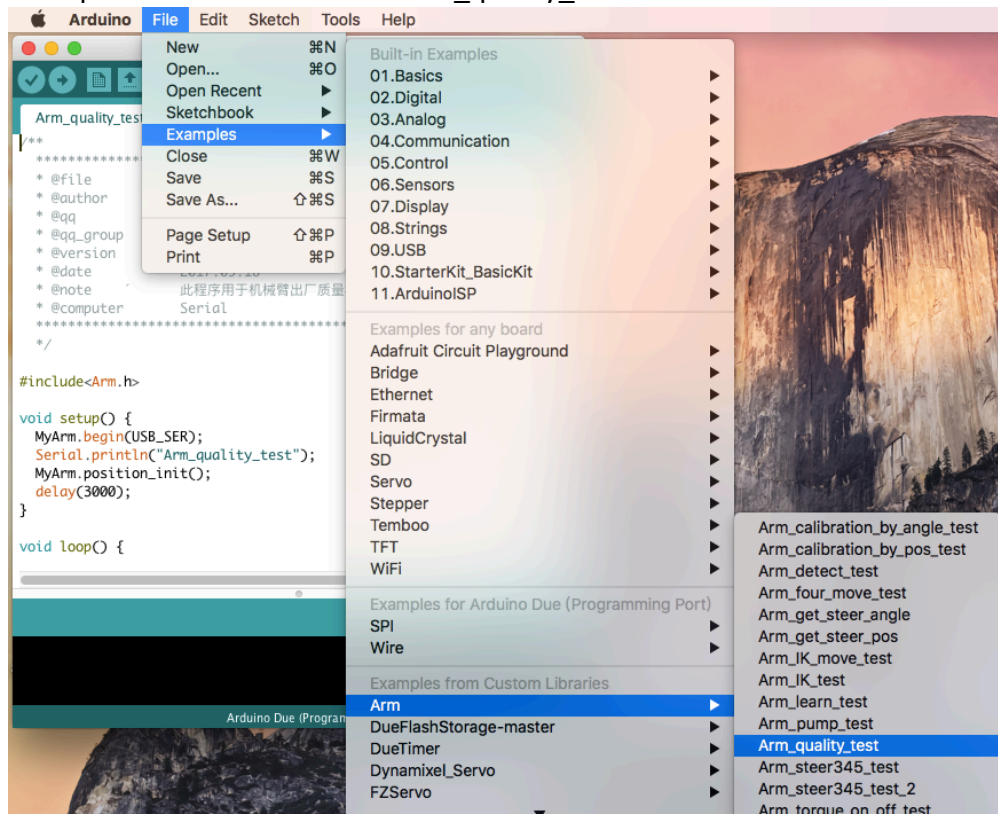 Arduino File Edit Sketch Tools Help
New ⌘N
Open... ⌘O
Open Recent
Sketchbook
Examples
Close ⌘W
Save ⌘S
Save As... ⇧⌘S
Page Setup ⇧⌘P
Print ⌘P
Built-in Examples
01.Basics
02.Digital
03.Analog
04.Communication
05.Control
06.Sensors
07.Display
08.Strings
09.USB
10.StarterKit_BasicKit
11.ArduinoISP
Examples for any board
Adafruit Circuit Playground
Bridge
Ethernet
Firmata
LiquidCrystal
SD
Servo
Stepper
Temboo
TFT
WiFi
Examples for Arduino Due (Programming Port)
SPI
Wire
Examples from Custom Libraries
Arm
DueFlashStorage-master
DueTimer
Dynamixel_Servo
FZServo
Arm_calibration_by_angle_test
Arm_calibration_by_pos_test
Arm_detect_test
Arm_four_move_test
Arm_get_steer_angle
Arm_get_steer_pos
Arm_IK_move_test
Arm_IK_test
Arm_learn_test
Arm_pump_test
Arm_quality_test
Arm_steer345_test
Arm_steer345_test_2
Arm_torque_on_off_test
Arm_quality_test
/**
****************
* @file
* @author
* @qq
* @qq_group
* @version
* @date
* @note 此程序用于机械臂出厂质量
* @computer Serial
****************************************
*/
#include<Arm.h>
void setup() {
MyArm.begin(USB_SER);
Serial.println("Arm_quality_test");
MyArm.position_init();
delay(3000);
}
void loop() {
Arduino Due (Program